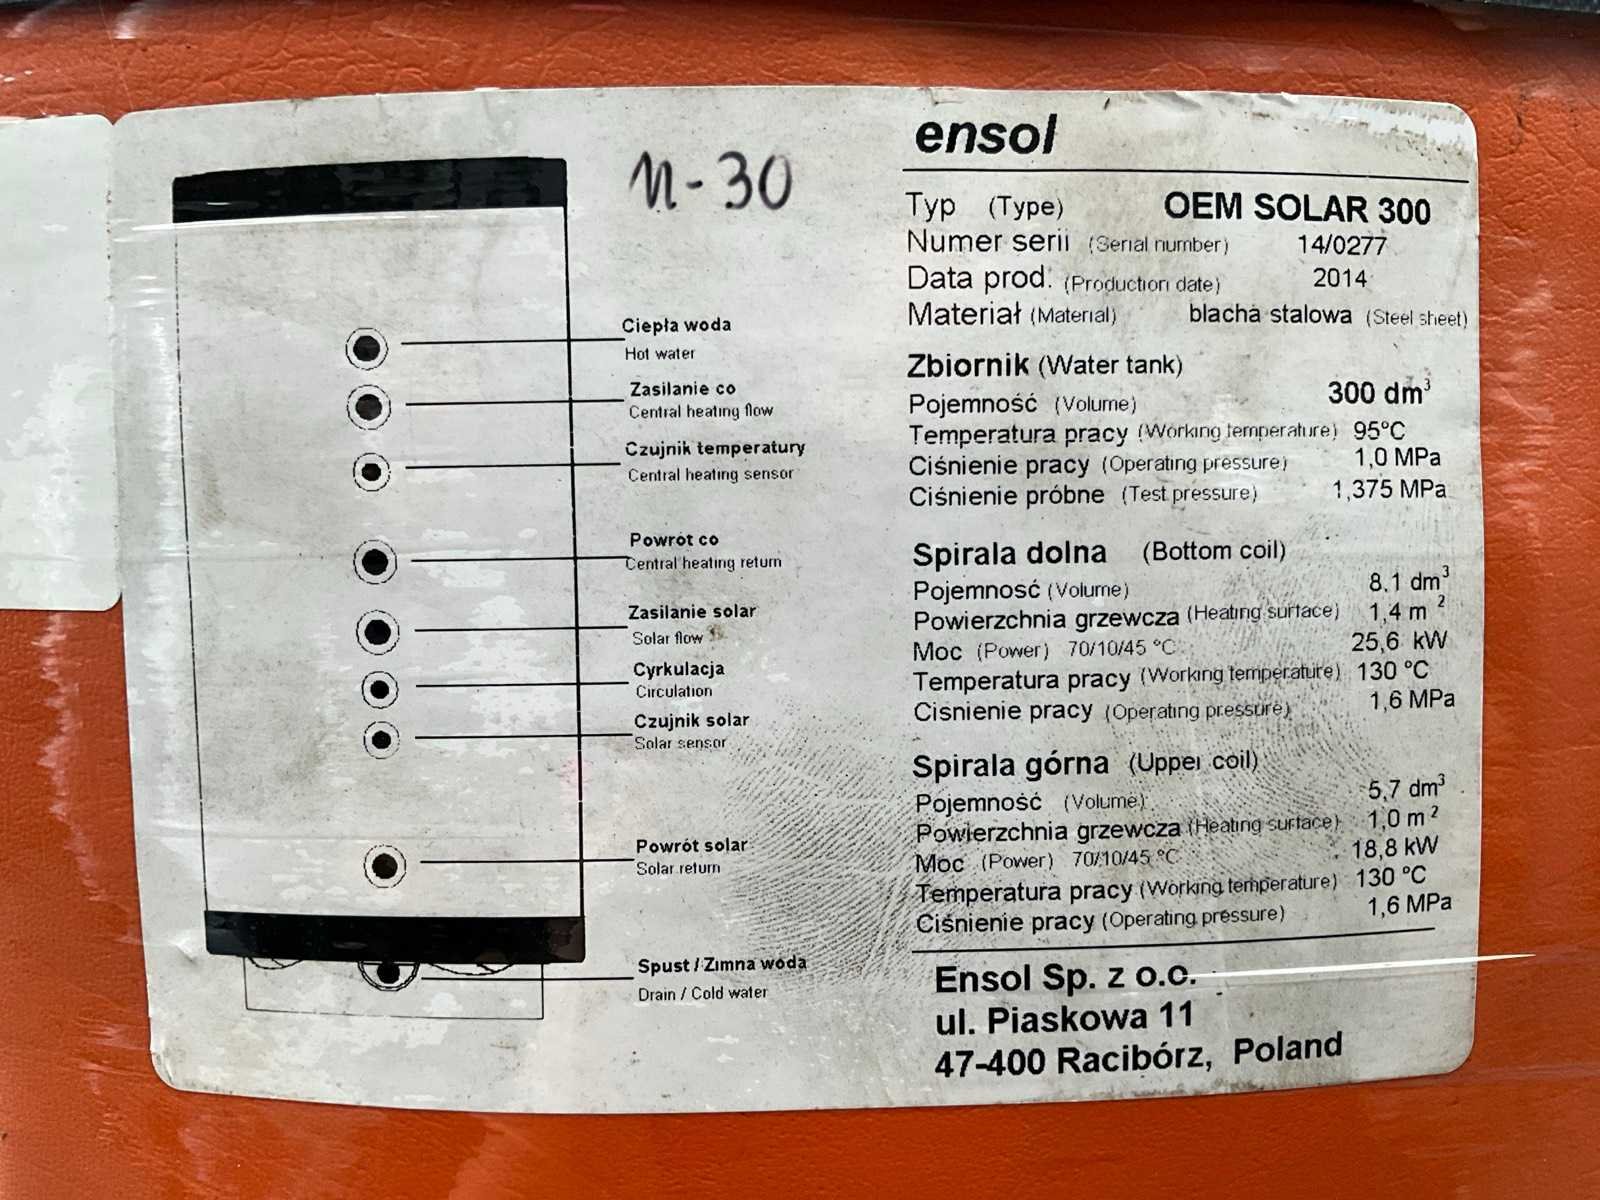 n-30
Ciepła woda
Hot water
Zasilanie co
Central heating flow
Czujnik temperatury
Central heating sensor
Powrót co
Central heating return
Zasilanie solar
Solar flow
Cyrkulacja
Circulation
Czujnik solar
Solar sensor
Powrót solar
Solar return
Spust / Zimna woda
Drain / Cold water
ensol
Typ (Type) OEM SOLAR 300
Numer serii (Serial number) 14/0277
Data prod. (Production date) 2014
Materiał (Material) blacha stalowa (Steel sheet)
Zbiornik (Water tank)
Pojemność (Volume) 300 dm³
Temperatura pracy (Working temperature) 95°C
Ciśnienie pracy (Operating pressure) 1,0 MPa
Ciśnienie próbne (Test pressure) 1,375 MPa
Spirala dolna (Bottom coil)
Pojemność (Volume) 8,1 dm³
Powierzchnia grzewcza (Heating surface) 1,4 m²
Moc (Power) 70/10/45 °C 25,6 kW
Temperatura pracy (Working temperature) 130 °C
Cisnienie pracy (Operating pressure) 1,6 MPa
Spirala górna (Upper coil)
Pojemność (Volume) 5,7 dm³
Powierzchnia grzewcza (Heating surface) 1,0 m²
Moc (Power) 70/10/45 °C 18,8 kW
Temperatura pracy (Working temperature) 130 °C
Ciśnienie pracy (Operating pressure) 1,6 MPa
Ensol Sp. z o.o.
ul. Piaskowa 11
47-400 Racibórz, Poland